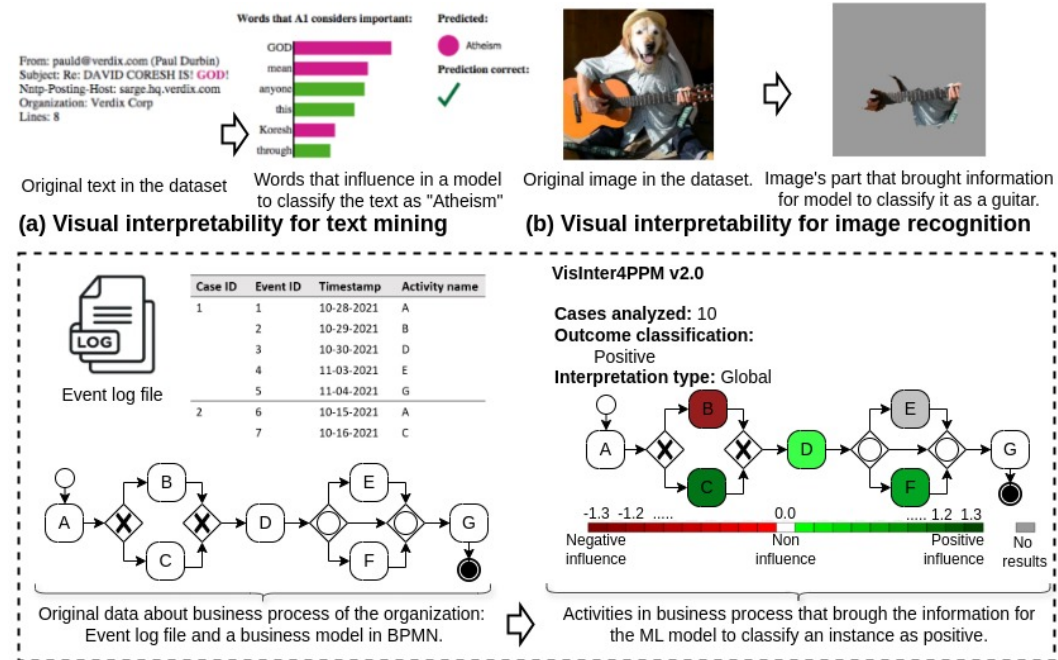 Words that A1 considers important:
Predicted:
From: pauld@verdix.com (Paul Durbin)
Subject: Re: DAVID CORESH IS! GOD!
Nntp-Posting-Host: sarge.hq.verdix.com
Organization: Verdix Corp
Lines: 8
GOD
mean
anyone
this
Koresh
through
Atheism
Prediction correct:
Original text in the dataset
Words that influence in a model
to classify the text as "Atheism"
Original image in the dataset.
Image's part that brought information
for model to classify it as a guitar.
(a) Visual interpretability for text mining
(b) Visual interpretability for image recognition
LOG
Event log file
Case ID Event ID Timestamp Activity name
1 1 10-28-2021 A
2 10-29-2021 B
3 10-30-2021 D
4 11-03-2021 E
5 11-04-2021 G
2 6 10-15-2021 A
7 10-16-2021 C
A
B
C
D
E
F
G
Original data about business process of the organization:
Event log file and a business model in BPMN.
VisInter4PPM v2.0
Cases analyzed: 10
Outcome classification:
Positive
Interpretation type: Global
A
B
C
D
E
F
G
-1.3 -1.2 ..... 0.0 ..... 1.2 1.3
Negative
influence
Non
influence
Positive
influence
No
results
Activities in business process that brough the information for
the ML model to classify an instance as positive.